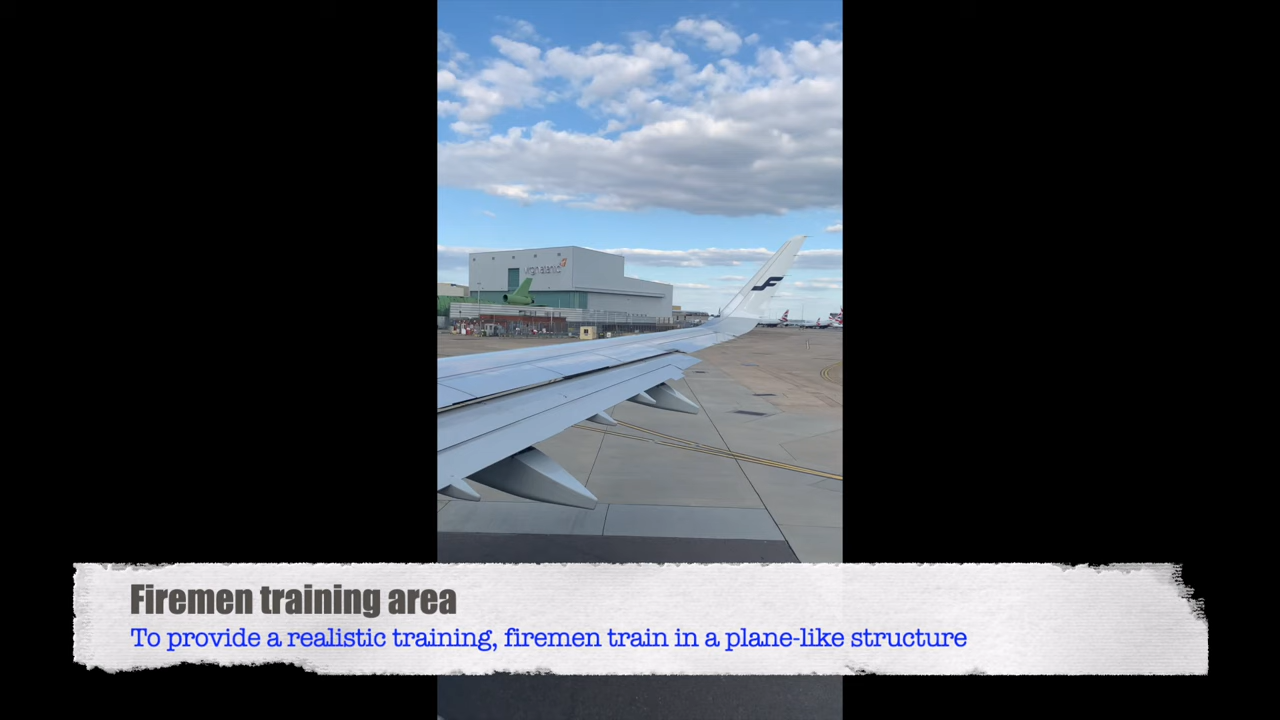 virgin atlantic
Firemen training area
To provide a realistic training, firemen train in a plane-like structure